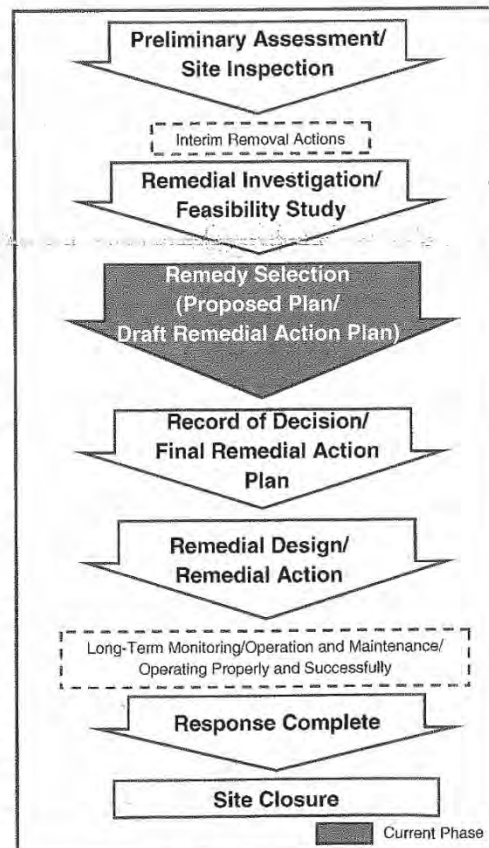 Preliminary Assessment/
Site Inspection
Interim Removal Actions
Remedial Investigation/
Feasibility Study
Remedy Selection
(Proposed Plan/
Draft Remedial Action Plan)
Record of Decision/
Final Remedial Action
Plan
Remedial Design/
Remedial Action
Long-Term Monitoring/Operation and Maintenance/
Operating Properly and Successfully
Response Complete
Site Closure
Current Phase